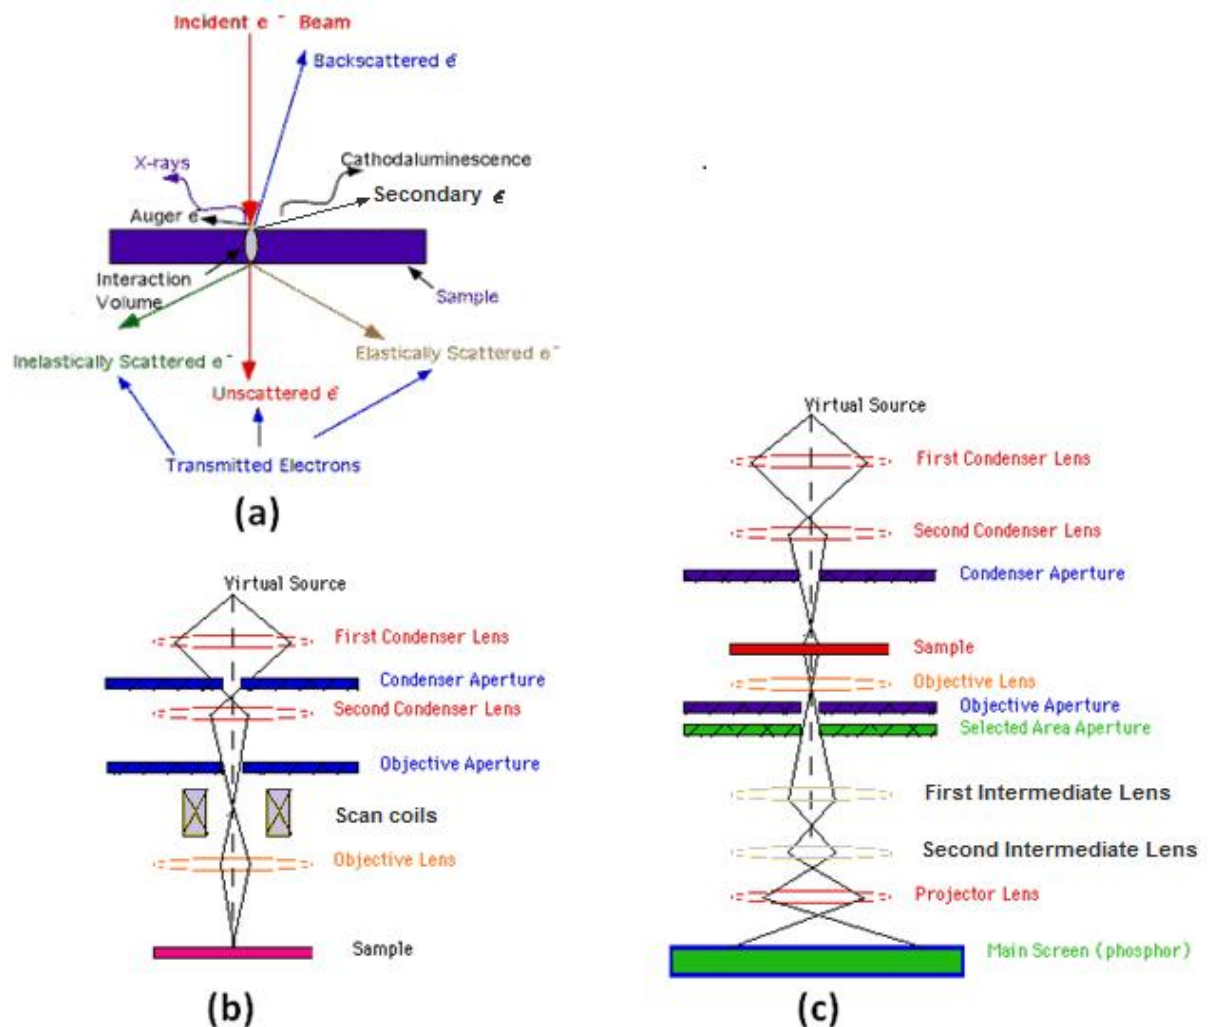 Incident e⁻ Beam
Backscattered e⁻
X-rays
Cathodaluminescence
Secondary e
Auger e⁻
Interaction
Volume
Sample
Inelastically Scattered e⁻
Elastically Scattered e⁻
Unscattered e⁻
Transmitted Electrons
(a)
Virtual Source
First Condenser Lens
Condenser Aperture
Second Condenser Lens
Objective Aperture
Scan coils
Objective Lens
Sample
(b)
Virtual Source
First Condenser Lens
Second Condenser Lens
Condenser Aperture
Sample
Objective Lens
Objective Aperture
Selected Area Aperture
First Intermediate Lens
Second Intermediate Lens
Projector Lens
Main Screen (phosphor)
(c)